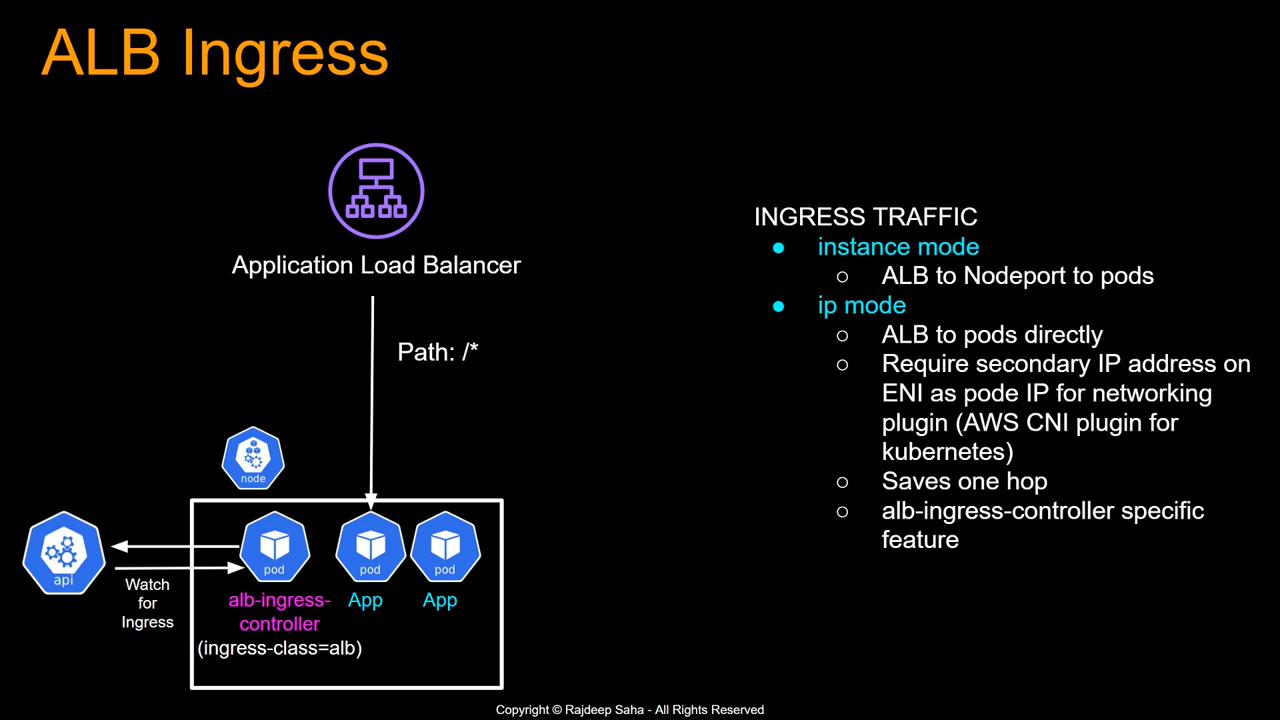 ALB Ingress
Application Load Balancer
Path: /*
node
api
Watch
for
Ingress
pod
pod
pod
alb-ingress-
controller
(ingress-class=alb)
App
App
INGRESS TRAFFIC
● instance mode
○ ALB to Nodeport to pods
● ip mode
○ ALB to pods directly
○ Require secondary IP address on
ENI as pode IP for networking
plugin (AWS CNI plugin for
kubernetes)
○ Saves one hop
○ alb-ingress-controller specific
feature
Copyright © Rajdeep Saha - All Rights Reserved